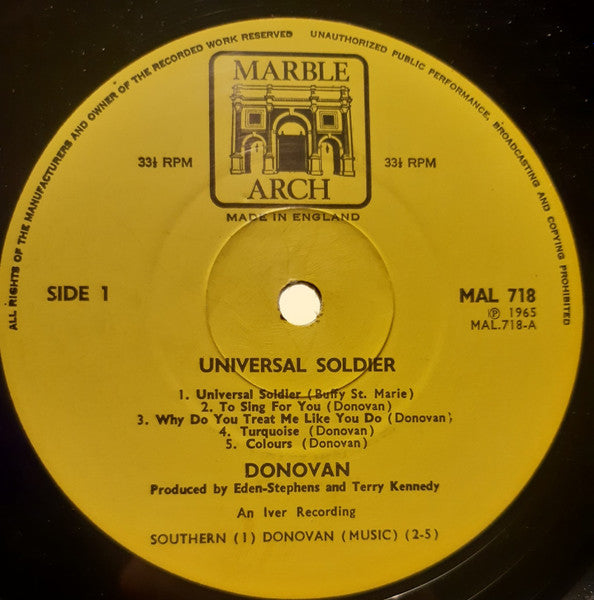 ALL RIGHTS OF THE MANUFACTURERS AND OWNER OF THE RECORDED WORK RESERVED UNAUTHORIZED PUBLIC PERFORMANCE, BROADCASTING AND COPYING PROHIBITED
MARBLE
ARCH
33⅓ RPM 33⅓ RPM
MADE IN ENGLAND
SIDE 1 MAL 718
℗ 1965
MAL.718-A
UNIVERSAL SOLDIER
1. Universal Soldier (Buffy St. Marie)
2. To Sing For You (Donovan)
3. Why Do You Treat Me Like You Do (Donovan)
4. Turquoise (Donovan)
5. Colours (Donovan)
DONOVAN
Produced by Eden-Stephens and Terry Kennedy
An Iver Recording
SOUTHERN (1) DONOVAN (MUSIC) (2-5)